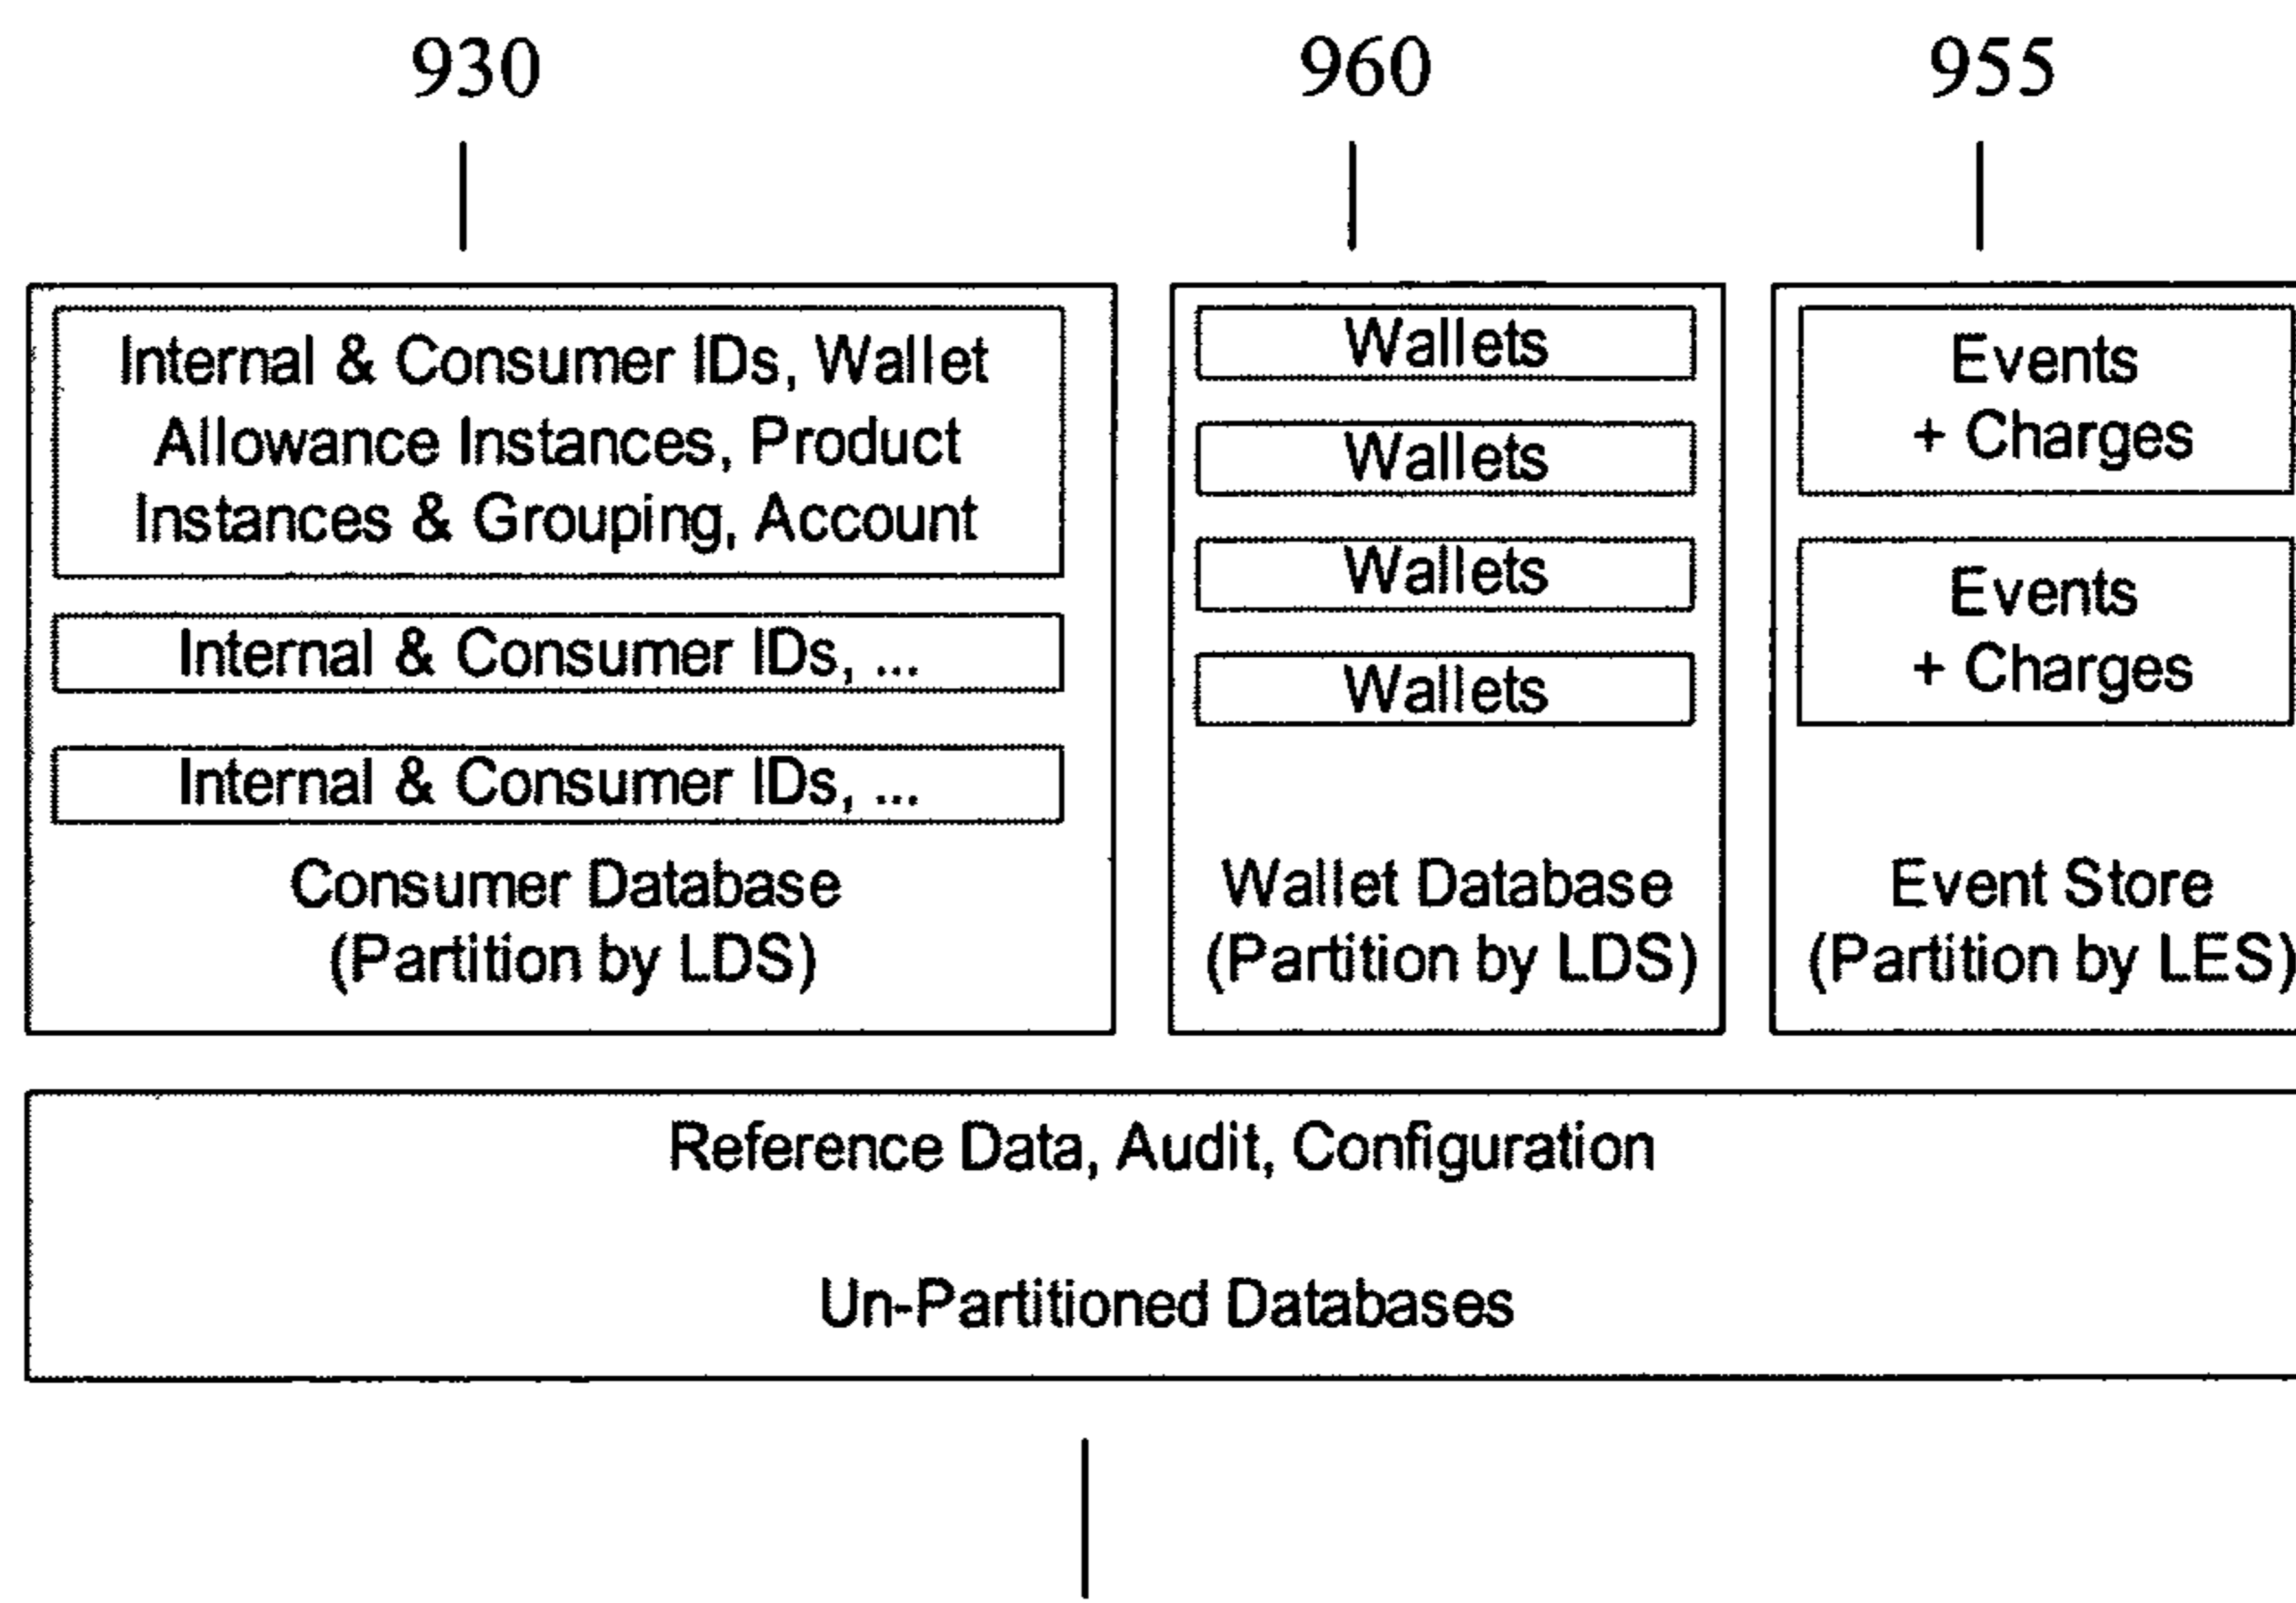 930
960
955
Internal & Consumer IDs, Wallet
Allowance Instances, Product
Instances & Grouping, Account
Internal & Consumer IDs, ...
Internal & Consumer IDs, ...
Consumer Database
(Partition by LDS)
Wallets
Wallets
Wallets
Wallets
Wallet Database
(Partition by LDS)
Events
+ Charges
Events
+ Charges
Event Store
(Partition by LES)
Reference Data, Audit, Configuration
Un-Partitioned Databases